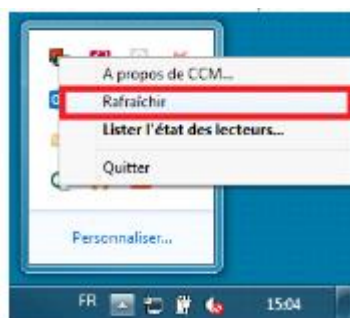 A propos de CCM...
Rafraîchir
Lister l'état des lecteurs...
Quitter
Personnaliser...
FR 15:04